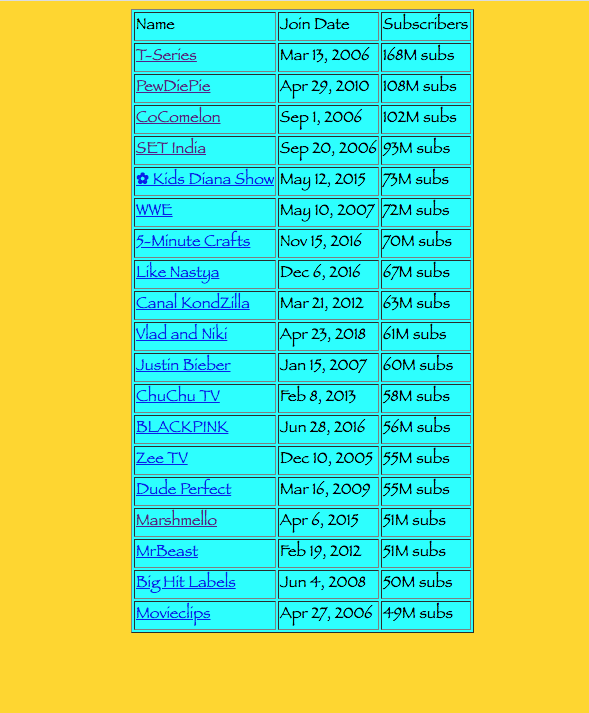 Name Join Date Subscribers
T-Series Mar 13, 2006 168M subs
PewDiePie Apr 29, 2010 108M subs
CoComelon Sep 1, 2006 102M subs
SET India Sep 20, 2006 93M subs
✿ Kids Diana Show May 12, 2015 73M subs
WWE May 10, 2007 72M subs
5-Minute Crafts Nov 15, 2016 70M subs
Like Nastya Dec 6, 2016 67M subs
Canal KondZilla Mar 21, 2012 63M subs
Vlad and Niki Apr 23, 2018 61M subs
Justin Bieber Jan 15, 2007 60M subs
ChuChu TV Feb 8, 2013 58M subs
BLACKPINK Jun 28, 2016 56M subs
Zee TV Dec 10, 2005 55M subs
Dude Perfect Mar 16, 2009 55M subs
Marshmello Apr 6, 2015 51M subs
MrBeast Feb 19, 2012 51M subs
Big Hit Labels Jun 4, 2008 50M subs
Movieclips Apr 27, 2006 49M subs